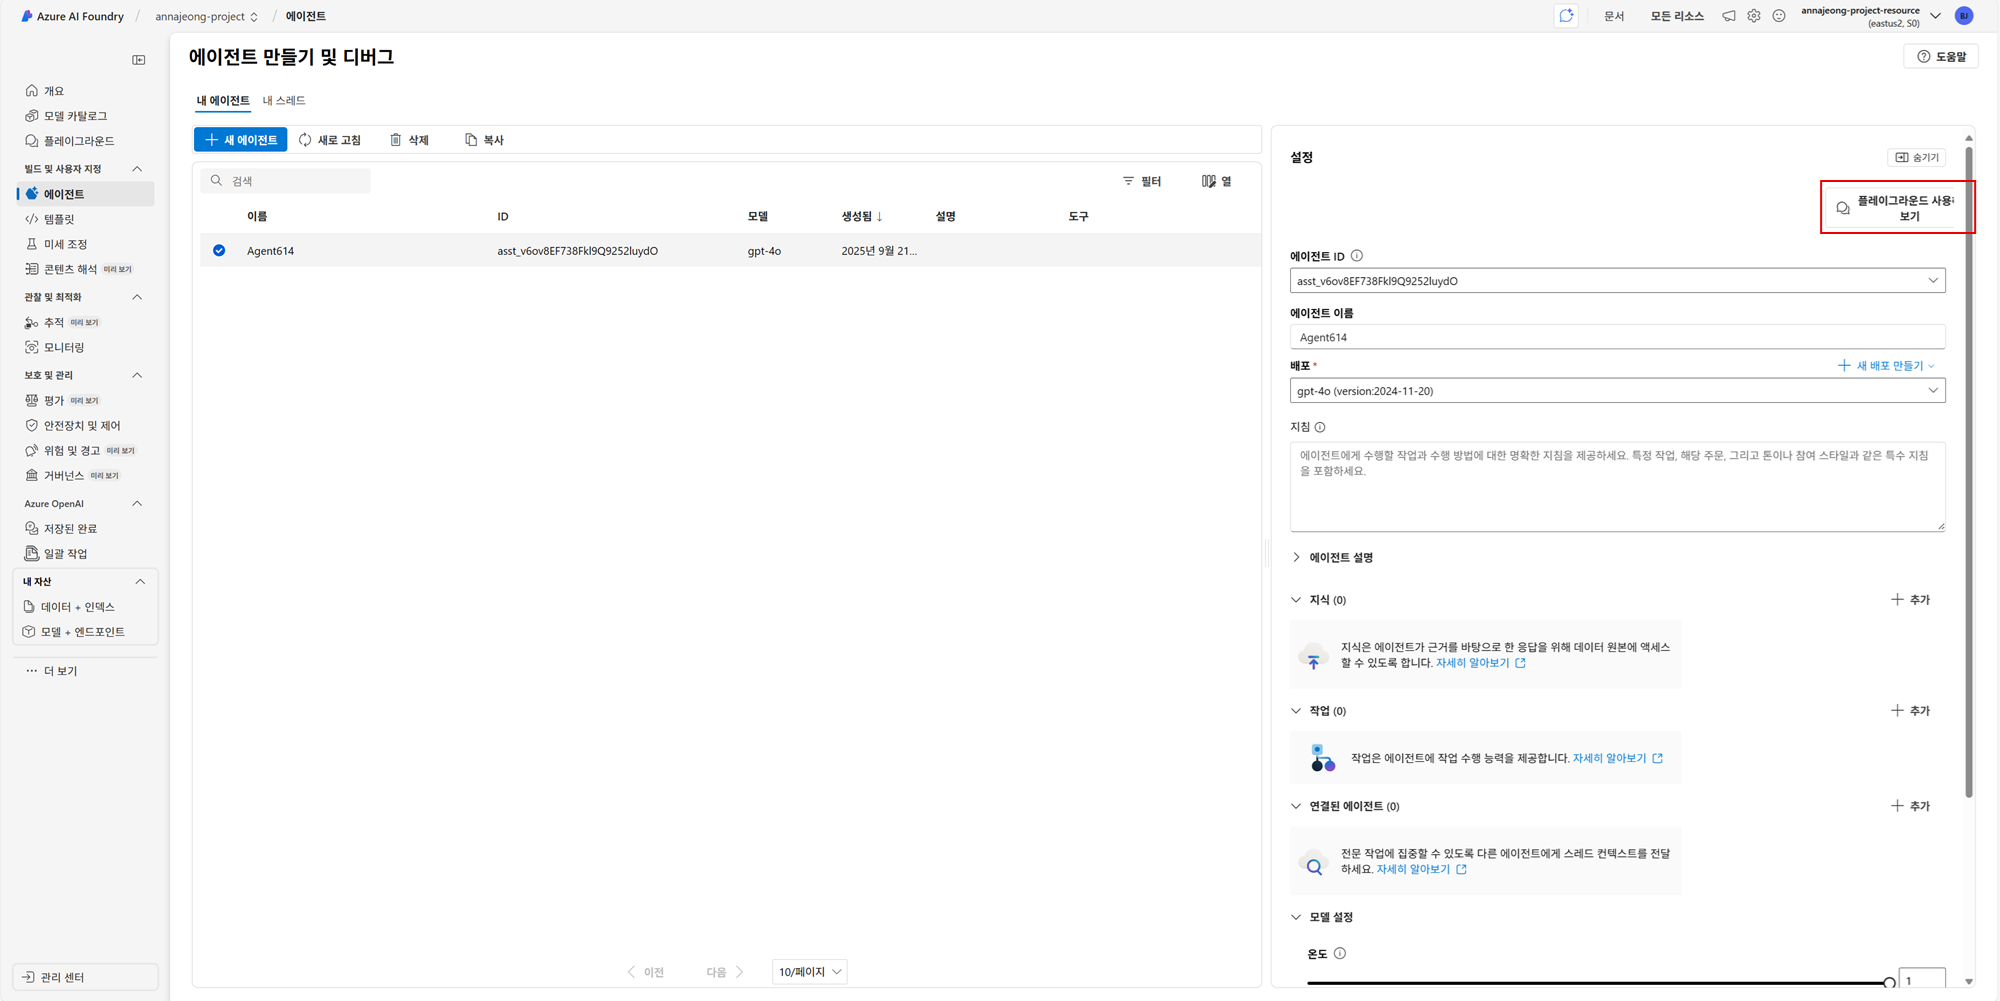 Azure AI Foundry / annajeong-project / 에이전트
문서
모든 리소스
annajeong-project-resource
(eastus2, S0)
BJ
에이전트 만들기 및 디버그
도움말
개요
모델 카탈로그
플레이그라운드
빌드 및 사용자 지정
에이전트
템플릿
미세 조정
콘텐츠 해석 미리 보기
관찰 및 최적화
추적 미리 보기
모니터링
보호 및 관리
평가 미리 보기
안전장치 및 제어
위험 및 경고 미리 보기
거버넌스 미리 보기
Azure OpenAI
저장된 완료
일괄 작업
내 자산
데이터 + 인덱스
모델 + 엔드포인트
더 보기
관리 센터
내 에이전트 내 스레드
새 에이전트 새로 고침 삭제 복사
검색 필터 열
이름 ID 모델 생성됨 ↓ 설명 도구
Agent614 gpt-4o 2025년 9월 21...
이전 다음 10/페이지
설정
숨기기
플레이그라운드 사용
보기
에이전트 ID
에이전트 이름
Agent614
배포 *
새 배포 만들기
gpt-4o (version:2024-11-20)
지침
에이전트에게 수행할 작업과 수행 방법에 대한 명확한 지침을 제공하세요. 특정 작업, 해당 주문, 그리고 톤이나 참여 스타일과 같은 특수 지침
을 포함하세요.
에이전트 설명
지식 (0) 추가
지식은 에이전트가 근거를 바탕으로 한 응답을 위해 데이터 원본에 액세스
할 수 있도록 합니다. 자세히 알아보기
작업 (0) 추가
작업은 에이전트에 작업 수행 능력을 제공합니다. 자세히 알아보기
연결된 에이전트 (0) 추가
전문 작업에 집중할 수 있도록 다른 에이전트에게 스레드 컨텍스트를 전달
하세요. 자세히 알아보기
모델 설정
온도
1